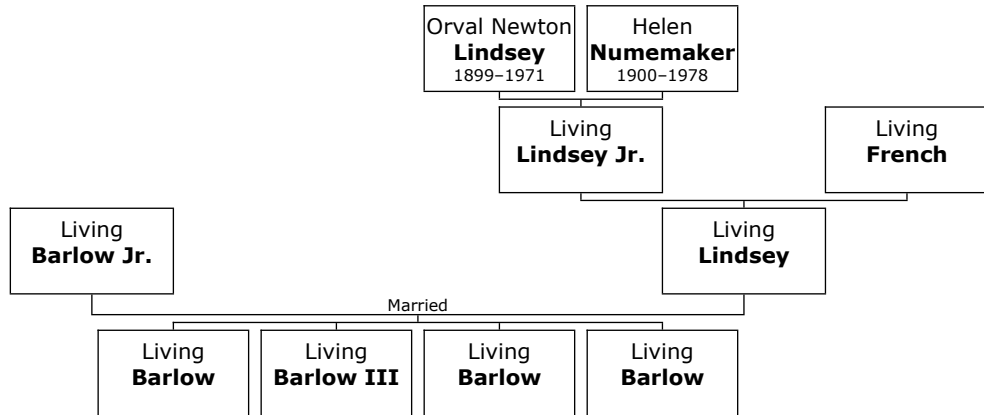 Orval Newton
Lindsey
1899–1971
Helen
Numemaker
1900–1978
Living
Lindsey Jr.
Living
French
Living
Barlow Jr.
Living
Lindsey
Married
Living
Barlow
Living
Barlow III
Living
Barlow
Living
Barlow